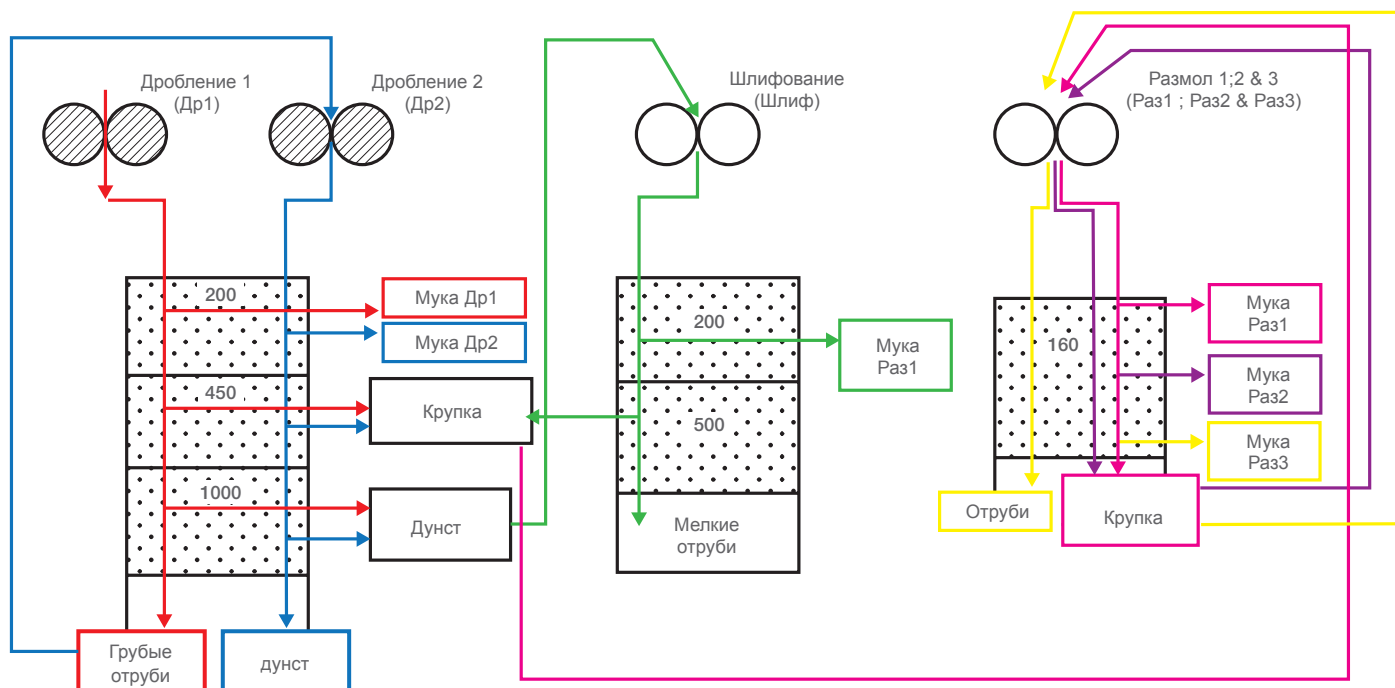 Дробление 1
(Др1)
Дробление 2
(Др2)
Шлифование
(Шлиф)
Размол 1;2 & 3
(Раз1 ; Раз2 & Раз3)
200
Мука Др1
Мука Др2
450
Крупка
1000
Дунст
Грубые
отруби
дунст
200
Мука
Раз1
500
Мелкие
отруби
160
Мука
Раз1
Мука
Раз2
Мука
Раз3
Отруби
Крупка